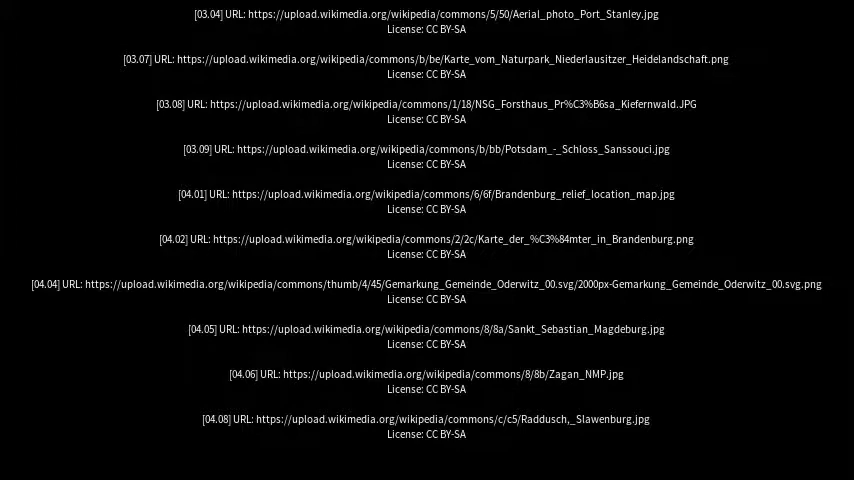 [03.04] URL: https://upload.wikimedia.org/wikipedia/commons/5/50/Aerial_photo_Port_Stanley.jpg
License: CC BY-SA
[03.07] URL: https://upload.wikimedia.org/wikipedia/commons/b/be/Karte_vom_Naturpark_Niederlausitzer_Heidelandschaft.png
License: CC BY-SA
[03.08] URL: https://upload.wikimedia.org/wikipedia/commons/1/18/NSG_Forsthaus_Pr%C3%B6sa_Kiefernwald.JPG
License: CC BY-SA
[03.09] URL: https://upload.wikimedia.org/wikipedia/commons/b/bb/Potsdam_-_Schloss_Sanssouci.jpg
License: CC BY-SA
[04.01] URL: https://upload.wikimedia.org/wikipedia/commons/6/6f/Brandenburg_relief_location_map.jpg
License: CC BY-SA
[04.02] URL: https://upload.wikimedia.org/wikipedia/commons/2/2c/Karte_der_%C3%84mter_in_Brandenburg.png
License: CC BY-SA
[04.04] URL: https://upload.wikimedia.org/wikipedia/commons/thumb/4/45/Gemarkung_Gemeinde_Oderwitz_00.svg/2000px-Gemarkung_Gemeinde_Oderwitz_00.svg.png
License: CC BY-SA
[04.05] URL: https://upload.wikimedia.org/wikipedia/commons/8/8a/Sankt_Sebastian_Magdeburg.jpg
License: CC BY-SA
[04.06] URL: https://upload.wikimedia.org/wikipedia/commons/8/8b/Zagan_NMP.jpg
License: CC BY-SA
[04.08] URL: https://upload.wikimedia.org/wikipedia/commons/c/c5/Raddusch,_Slawenburg.jpg
License: CC BY-SA